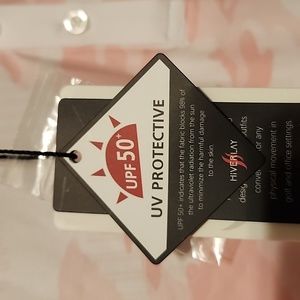 UPF 50+
UV PROTECTIVE
UPF 50+ indicates that the fabric blocks 98% of
the ultraviolet radiation from the sun
to minimize the harmful damage
to the skin.
HIVERLAY
desig
outfits
conve
or any
physical movement in
golf and office settings.